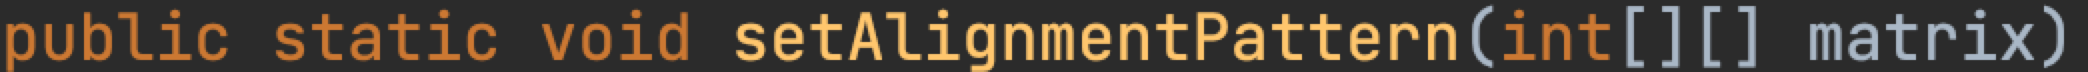 public static void setAlignmentPattern(int[][] matrix)